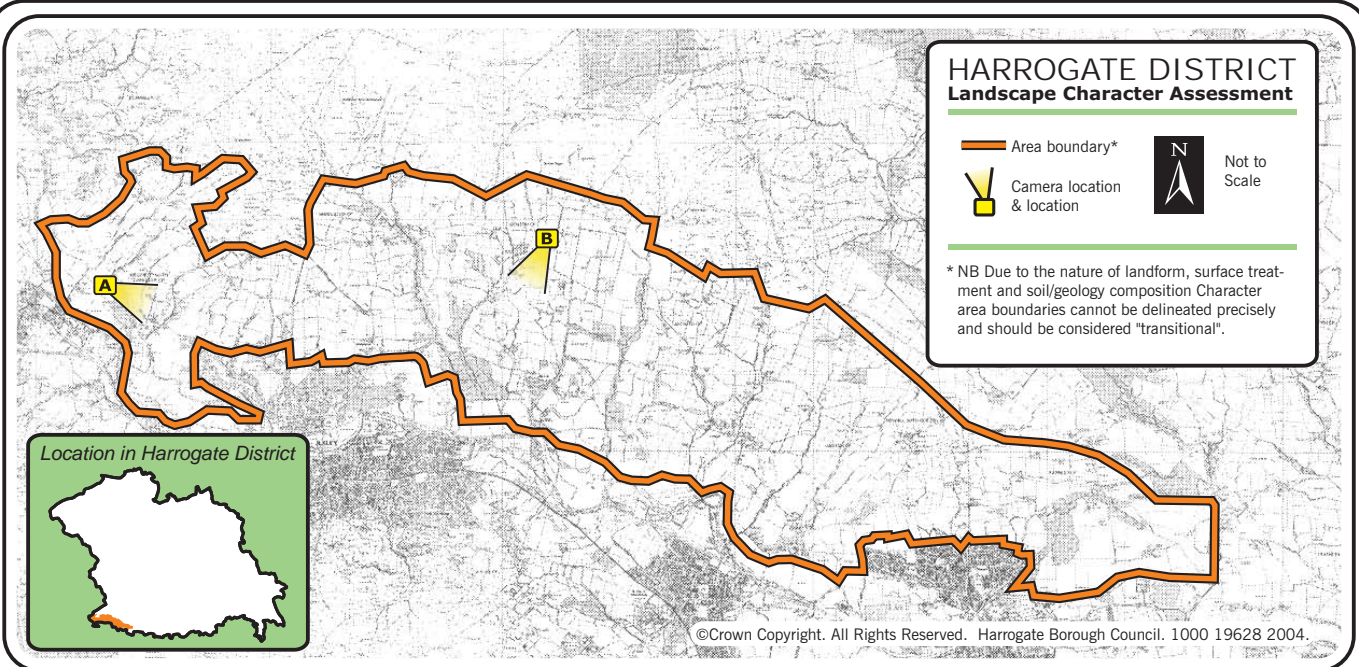 HARROGATE DISTRICT
Landscape Character Assessment
Area boundary*
Camera location
& location
N
Not to
Scale
* NB Due to the nature of landform, surface treat-
ment and soil/geology composition Character
area boundaries cannot be delineated precisely
and should be considered "transitional".
A
B
ILKLEY
Location in Harrogate District
©Crown Copyright. All Rights Reserved. Harrogate Borough Council. 1000 19628 2004.